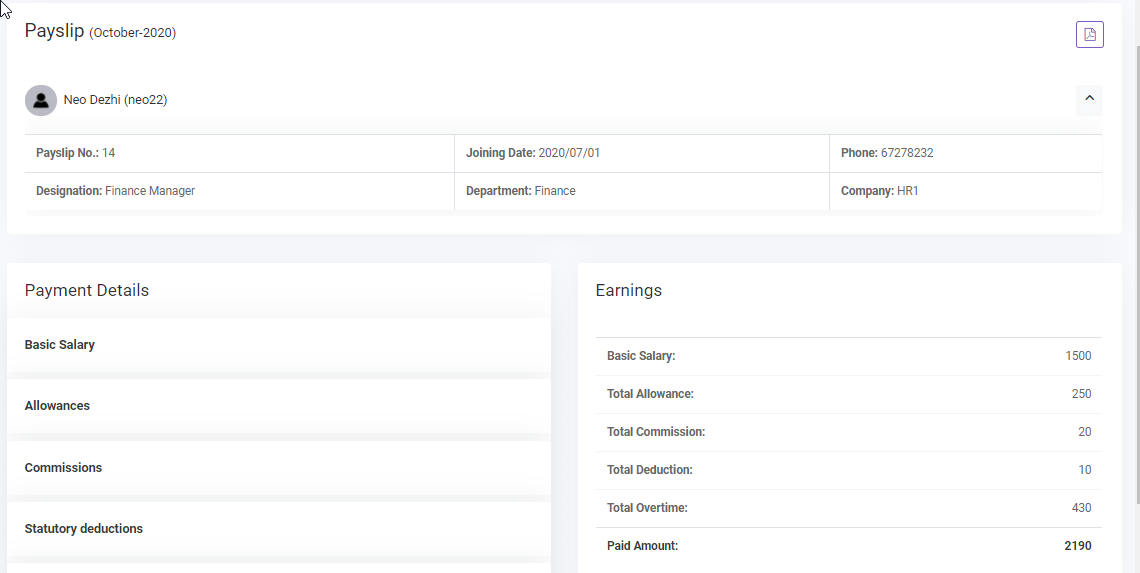 Payslip (October-2020)
Neo Dezhi (neo22)
Payslip No.: 14 Joining Date: 2020/07/01 Phone: 67278232
Designation: Finance Manager Department: Finance Company: HR1
Payment Details
Basic Salary
Allowances
Commissions
Statutory deductions
Earnings
Basic Salary: 1500
Total Allowance: 250
Total Commission: 20
Total Deduction: 10
Total Overtime: 430
Paid Amount: 2190